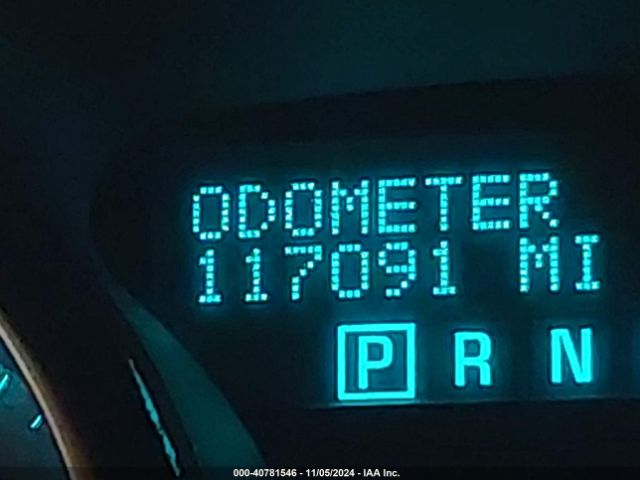 ODOMETER
117091 MI
P R N
000-40781546 - 11/05/2024 - IAA Inc.